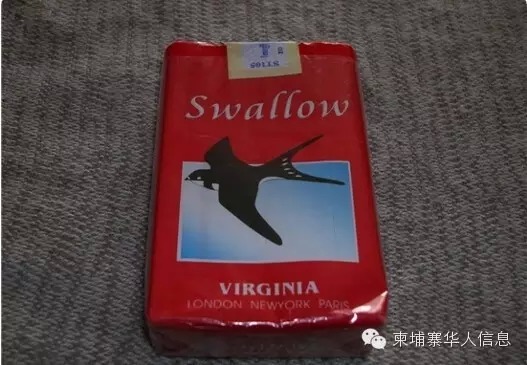 Swallow
VIRGINIA
LONDON NEWYORK PARIS
柬埔寨华人信息